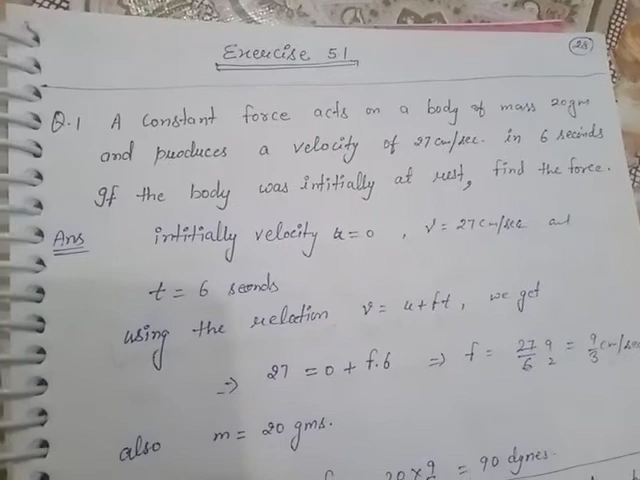 28
Exercise 51
Q.1 A constant force acts on a body of mass 20gms
and produces a velocity of 27cm/sec. in 6 seconds
If the body was intitially at rest, find the force.
Ans intitially velocity u=0, v=27cm/sec and
t=6 seconds
using the relation v=u+ft, we get
⇒ 27=0+f.6 ⇒ f= 27/6 9/2 = 9/3 cm/sec
also m=20 gms.
20×9 = 90 dynes.